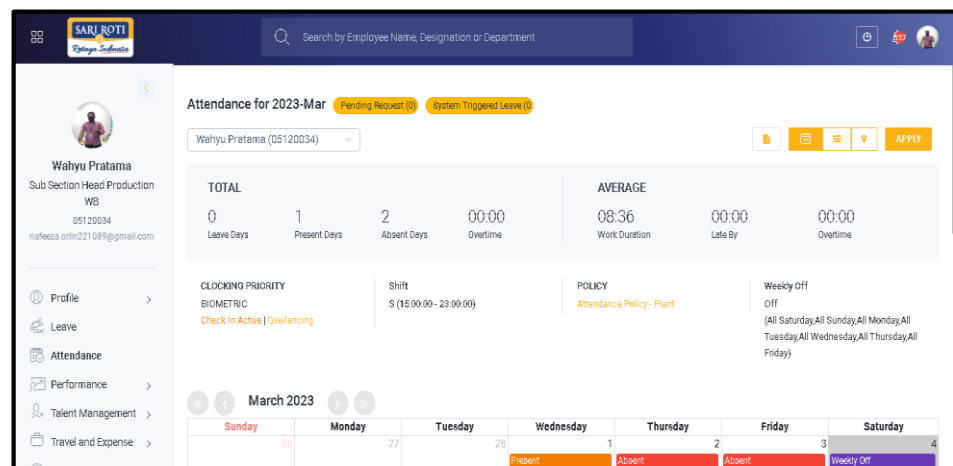 SARI ROTI
Rotinya Indonesia
Search by Employee Name, Designation or Department
Wahyu Pratama
Sub Section Head Production
WB
05120034
nafeeza.orlin221089@gmail.com
Profile
Leave
Attendance
Performance
Talent Management
Travel and Expense
Attendance for 2023-Mar
Pending Request (0)
System Triggered Leave (0
Wahyu Pratama (05120034)
APPLY
TOTAL
0 1 2 00:00
Leave Days Present Days Absent Days Overtime
AVERAGE
08:36 00:00 00:00
Work Duration Late By Overtime
CLOCKING PRIORITY
BIOMETRIC
Check In Active | Geofencing
Shift
S (15:00:00 - 23:00:00)
POLICY
Attendance Policy - Plant
Weekly Off
Off
(All Saturday,All Sunday,All Monday,All
Tuesday,All Wednesday,All Thursday,All
Friday)
« ‹ March 2023 › »
Sunday Monday Tuesday Wednesday Thursday Friday Saturday
26 27 28 1 2 3 4
Present Absent Absent Weekly Off